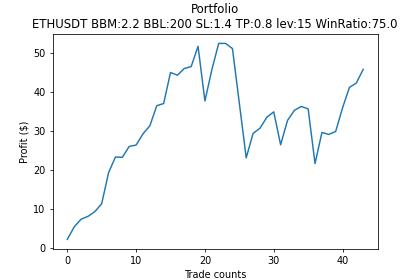 Portfolio
ETHUSDT BBM:2.2 BBL:200 SL:1.4 TP:0.8 lev:15 WinRatio:75.0
50
40
30
20
10
0
Profit ($)
0 10 20 30 40
Trade counts